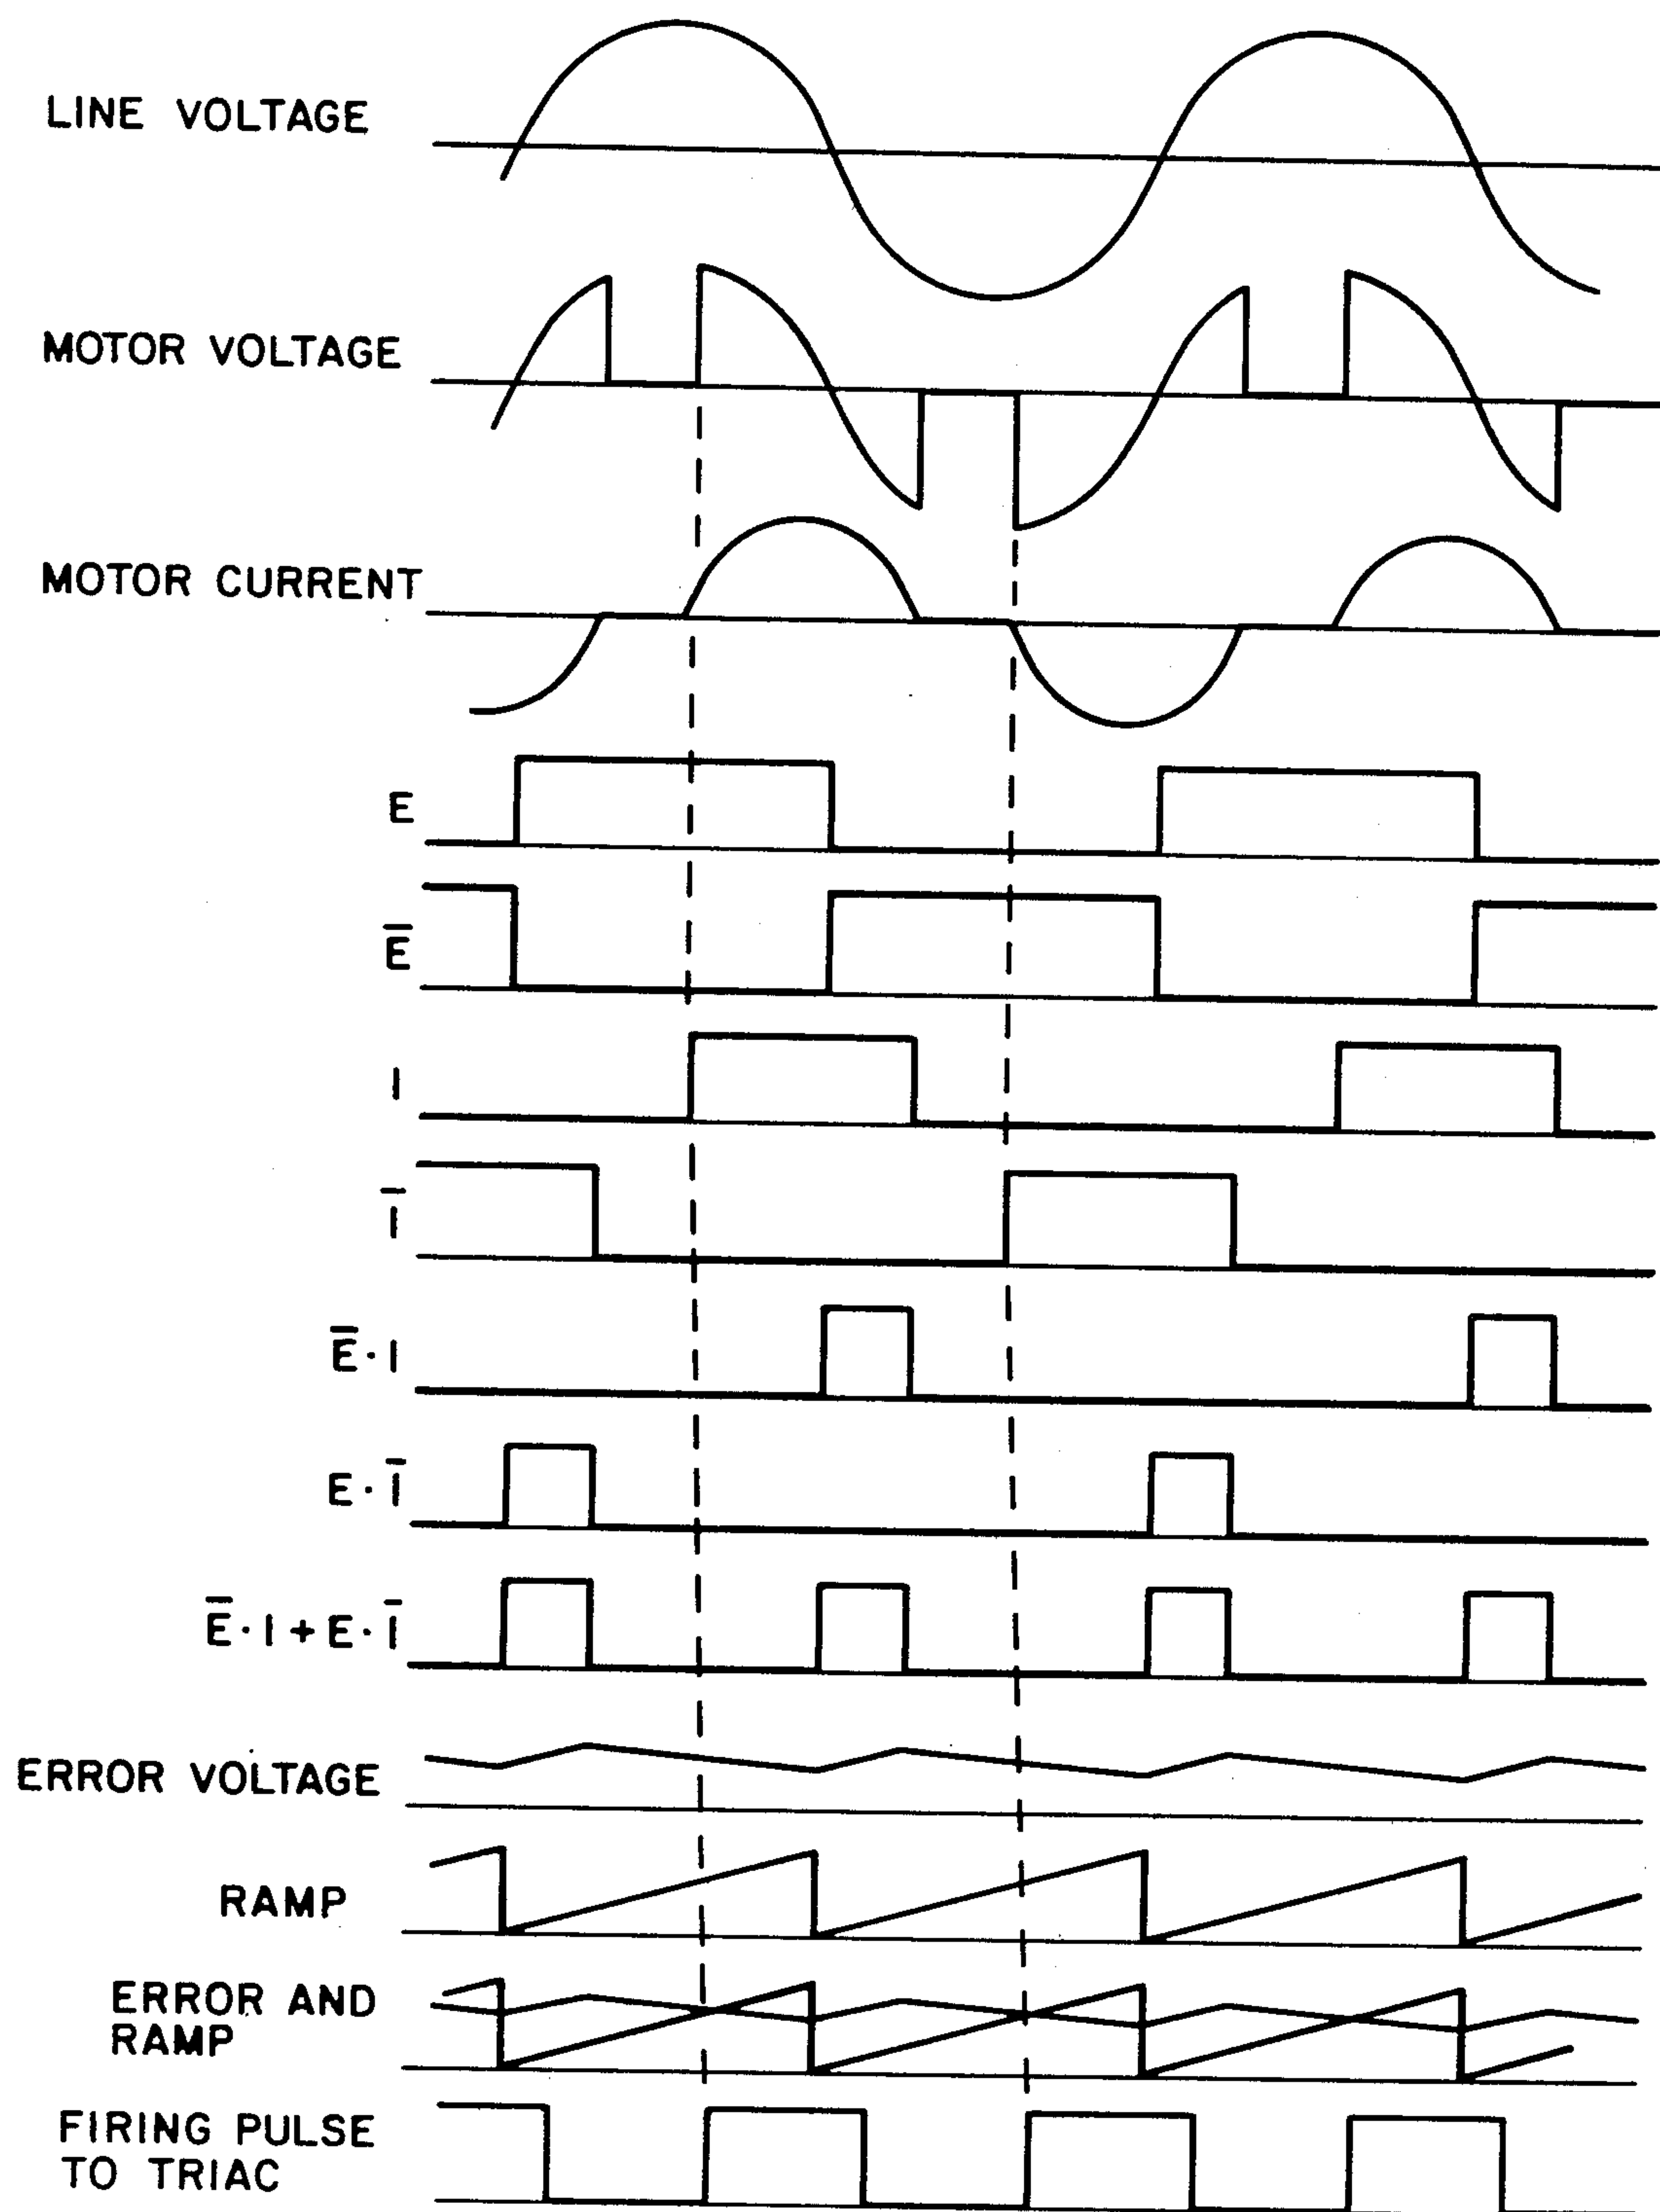 LINE VOLTAGE
MOTOR VOLTAGE
MOTOR CURRENT
E
E̅
I
I̅
E̅·I
E·I̅
E̅·I+E·I̅
ERROR VOLTAGE
RAMP
ERROR AND
RAMP
FIRING PULSE
TO TRIAC